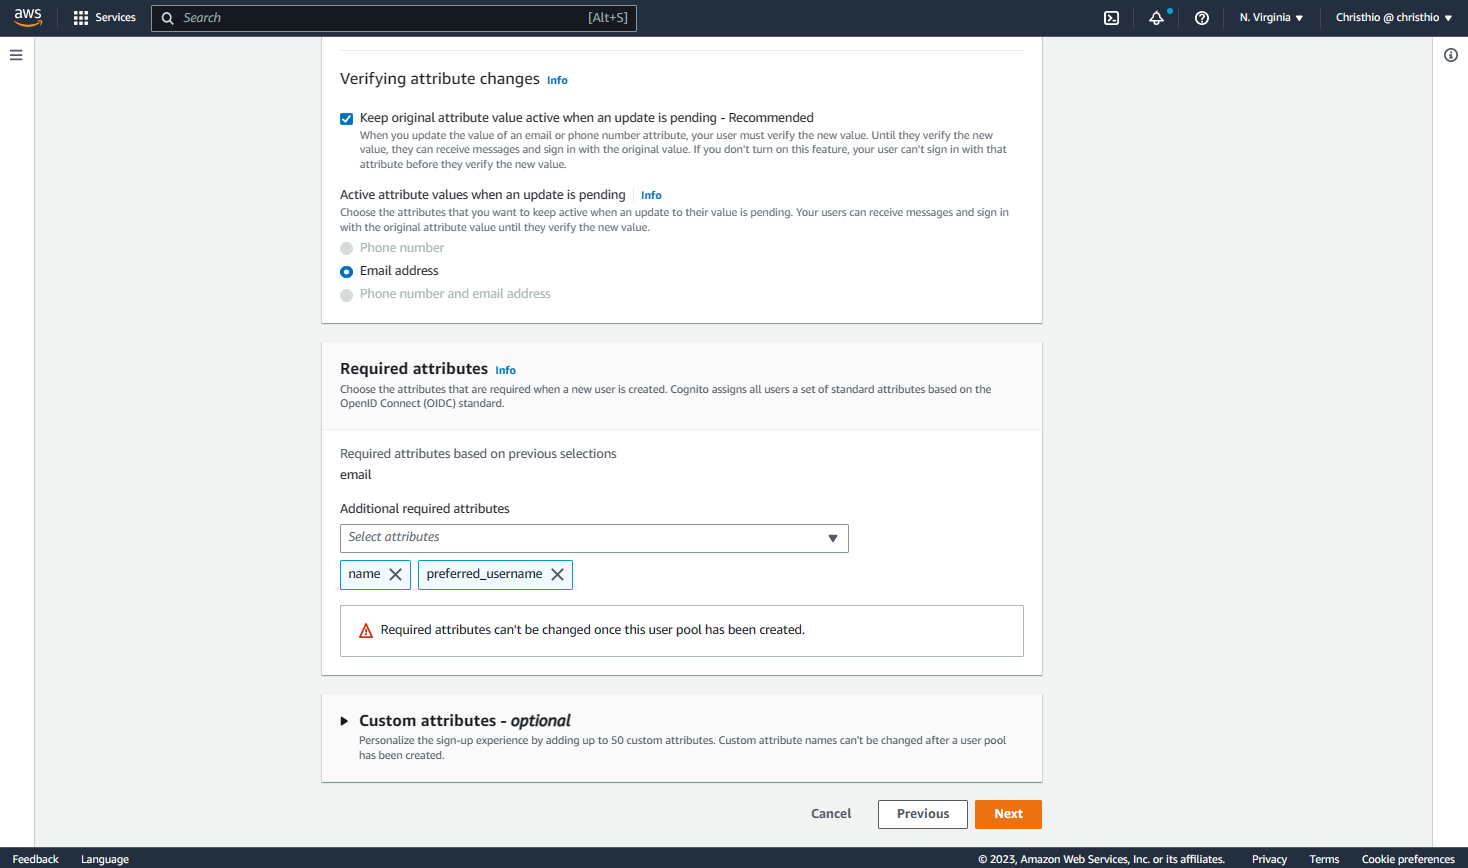 aws
Services
Search
[Alt+S]
N. Virginia
Christhio @ christhio
Verifying attribute changes Info
Keep original attribute value active when an update is pending - Recommended
When you update the value of an email or phone number attribute, your user must verify the new value. Until they verify the new
value, they can receive messages and sign in with the original value. If you don't turn on this feature, your user can't sign in with that
attribute before they verify the new value.
Active attribute values when an update is pending Info
Choose the attributes that you want to keep active when an update to their value is pending. Your users can receive messages and sign in
with the original attribute value until they verify the new value.
Phone number
Email address
Phone number and email address
Required attributes Info
Choose the attributes that are required when a new user is created. Cognito assigns all users a set of standard attributes based on the
OpenID Connect (OIDC) standard.
Required attributes based on previous selections
email
Additional required attributes
Select attributes
name
preferred_username
Required attributes can't be changed once this user pool has been created.
Custom attributes - optional
Personalize the sign-up experience by adding up to 50 custom attributes. Custom attribute names can't be changed after a user pool
has been created.
Cancel
Previous
Next
Feedback
Language
© 2023, Amazon Web Services, Inc. or its affiliates.
Privacy
Terms
Cookie preferences